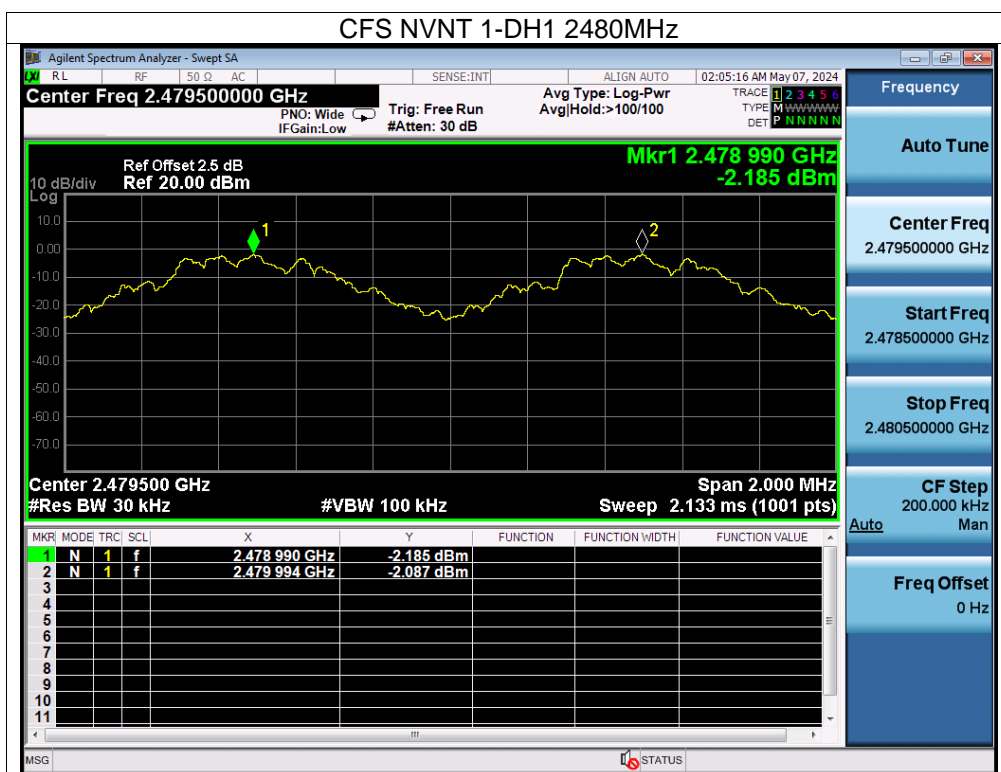 CFS NVNT 1-DH1 2480MHz
Agilent Spectrum Analyzer - Swept SA
LXI RL RF 50 Ω AC SENSE:INT ALIGN AUTO 02:05:16 AM May 07, 2024
Center Freq 2.479500000 GHz
PNO: Wide
IFGain:Low
Trig: Free Run
#Atten: 30 dB
Avg Type: Log-Pwr
Avg|Hold:>100/100
TRACE 1 2 3 4 5 6
TYPE M WWWWW
DET P N N N N N
Mkr1 2.478 990 GHz
-2.185 dBm
Ref Offset 2.5 dB
10 dB/div Ref 20.00 dBm
Log
10.0
0.00
-10.0
-20.0
-30.0
-40.0
-50.0
-60.0
-70.0
1
2
Center 2.479500 GHz Span 2.000 MHz
#Res BW 30 kHz #VBW 100 kHz Sweep 2.133 ms (1001 pts)
MKR MODE TRC SCL X Y FUNCTION FUNCTION WIDTH FUNCTION VALUE
1 N 1 f 2.478 990 GHz -2.185 dBm
2 N 1 f 2.479 994 GHz -2.087 dBm
3
4
5
6
7
8
9
10
11
MSG STATUS
Frequency
Auto Tune
Center Freq
2.479500000 GHz
Start Freq
2.478500000 GHz
Stop Freq
2.480500000 GHz
CF Step
200.000 kHz
Auto Man
Freq Offset
0 Hz